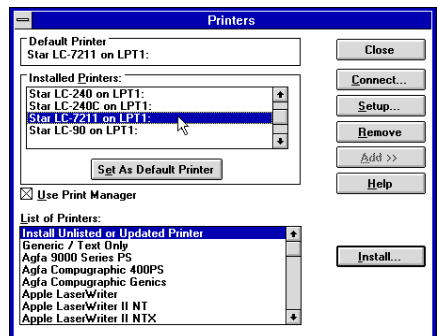 Printers
Default Printer
Star LC-7211 on LPT1:
Installed Printers:
Star LC-240 on LPT1:
Star LC-240C on LPT1:
Star LC-7211 on LPT1:
Star LC-90 on LPT1:
Set As Default Printer
Use Print Manager
List of Printers:
Install Unlisted or Updated Printer
Generic / Text Only
Agfa 9000 Series PS
Agfa Compugraphic 400PS
Agfa Compugraphic Genics
Apple LaserWriter
Apple LaserWriter II NT
Apple LaserWriter II NTX
Close
Connect...
Setup...
Remove
Add >>
Help
Install...